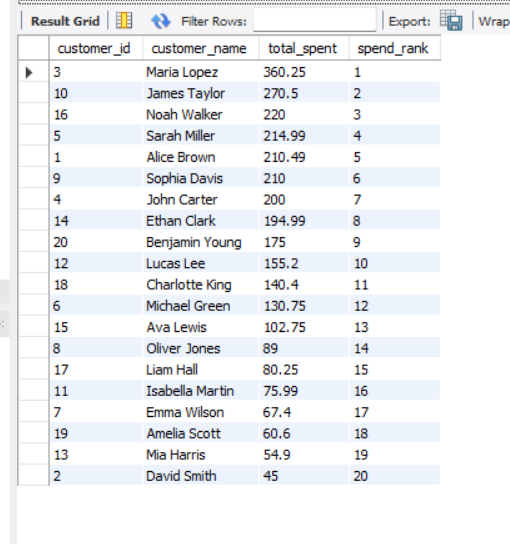 Result Grid Filter Rows: Export: Wrap
customer_id customer_name total_spent spend_rank
3 Maria Lopez 360.25 1
10 James Taylor 270.5 2
16 Noah Walker 220 3
5 Sarah Miller 214.99 4
1 Alice Brown 210.49 5
9 Sophia Davis 210 6
4 John Carter 200 7
14 Ethan Clark 194.99 8
20 Benjamin Young 175 9
12 Lucas Lee 155.2 10
18 Charlotte King 140.4 11
6 Michael Green 130.75 12
15 Ava Lewis 102.75 13
8 Oliver Jones 89 14
17 Liam Hall 80.25 15
11 Isabella Martin 75.99 16
7 Emma Wilson 67.4 17
19 Amelia Scott 60.6 18
13 Mia Harris 54.9 19
2 David Smith 45 20